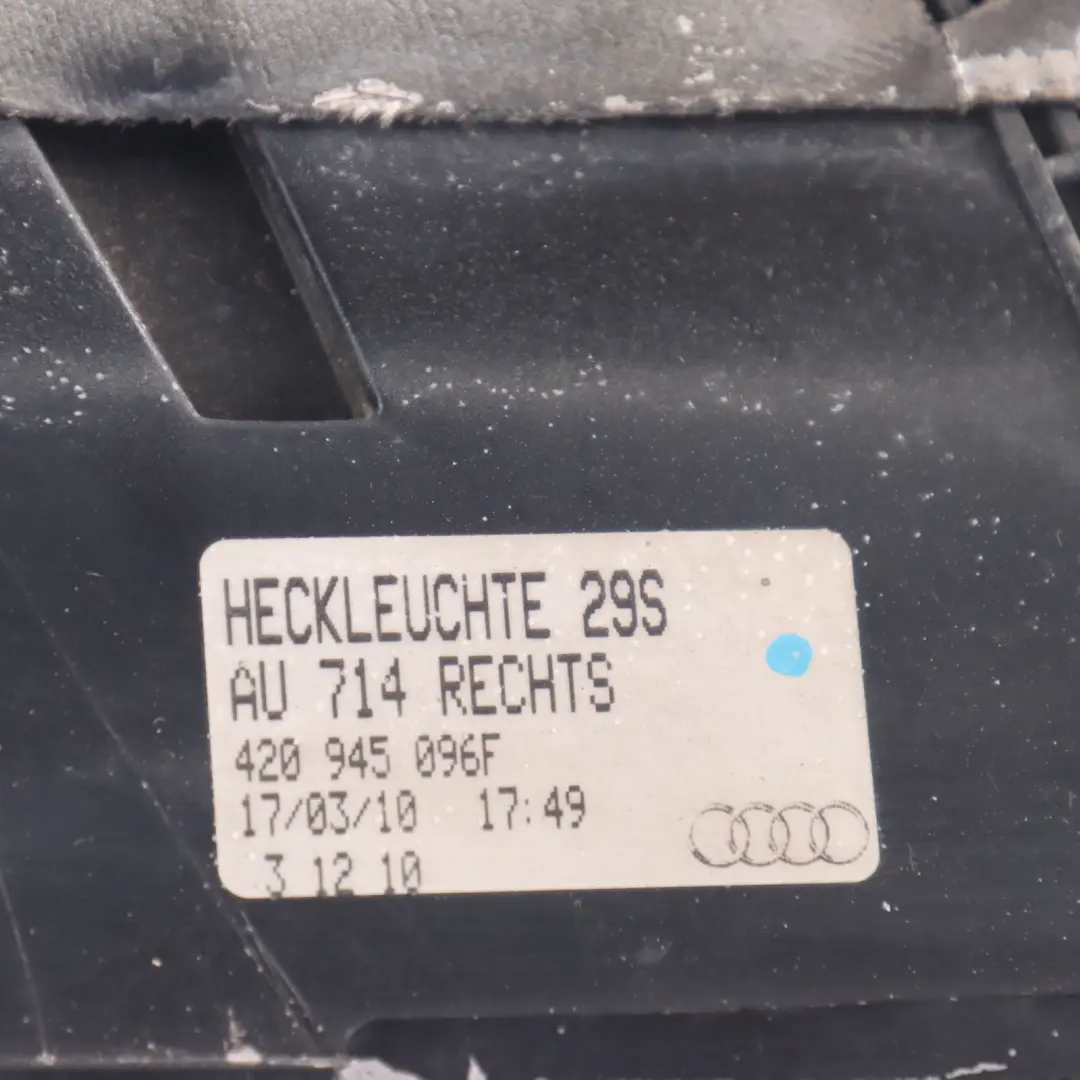 HECKLEUCHTE 29S
AU 714 RECHTS
420 945 096F
17/03/10 17:49
3 12 10